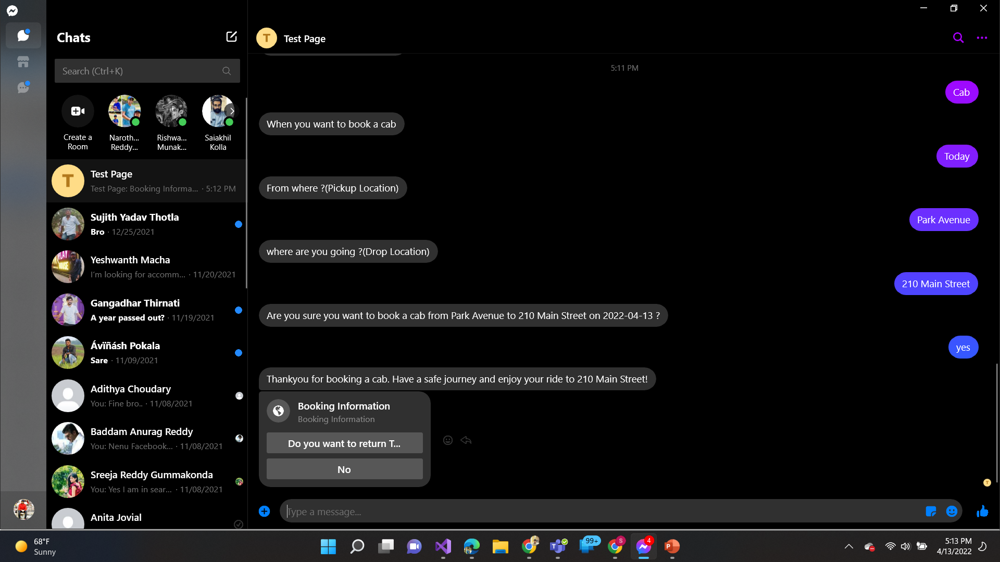 Chats
Search (Ctrl+K)
Create a
Room
Naroth...
Reddy...
Rishwa...
Munak...
Saiakhil
Kolla
T
Test Page
Test Page: Booking Informa... · 5:12 PM
Sujith Yadav Thotla
Bro · 12/25/2021
Yeshwanth Macha
I'm looking for accomm... · 11/20/2021
Gangadhar Thirnati
A year passed out? · 11/19/2021
Ávïñásh Pokala
Sare · 11/09/2021
Adithya Choudary
You: Fine bro.. · 11/08/2021
Baddam Anurag Reddy
You: Nenu Facebook... · 11/08/2021
Sreeja Reddy Gummakonda
You: Yes I am in sear... · 11/08/2021
Anita Jovial
T
Test Page
5:11 PM
Cab
When you want to book a cab
Today
From where ?(Pickup Location)
Park Avenue
where are you going ?(Drop Location)
210 Main Street
Are you sure you want to book a cab from Park Avenue to 210 Main Street on 2022-04-13 ?
yes
Thankyou for booking a cab. Have a safe journey and enjoy your ride to 210 Main Street!
Booking Information
Booking Information
Do you want to return T...
No
T
Type a message...
68°F
Sunny
T
99+
S
4
P
5:13 PM
4/13/2022